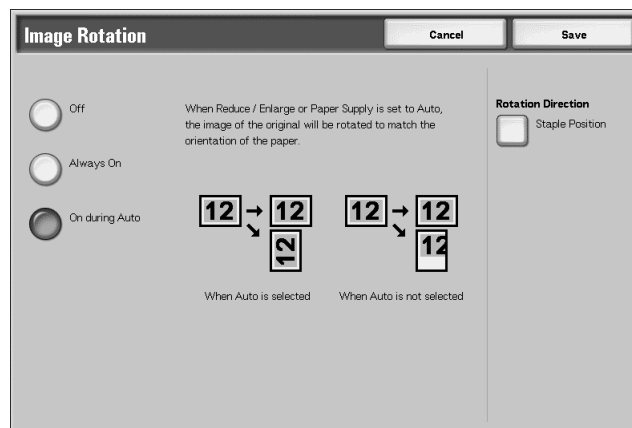 Image Rotation
Cancel
Save
Off
Always On
On during Auto
When Reduce / Enlarge or Paper Supply is set to Auto,
the image of the original will be rotated to match the
orientation of the paper.
12 12
12
12 12
12
When Auto is selected
When Auto is not selected
Rotation Direction
Staple Position